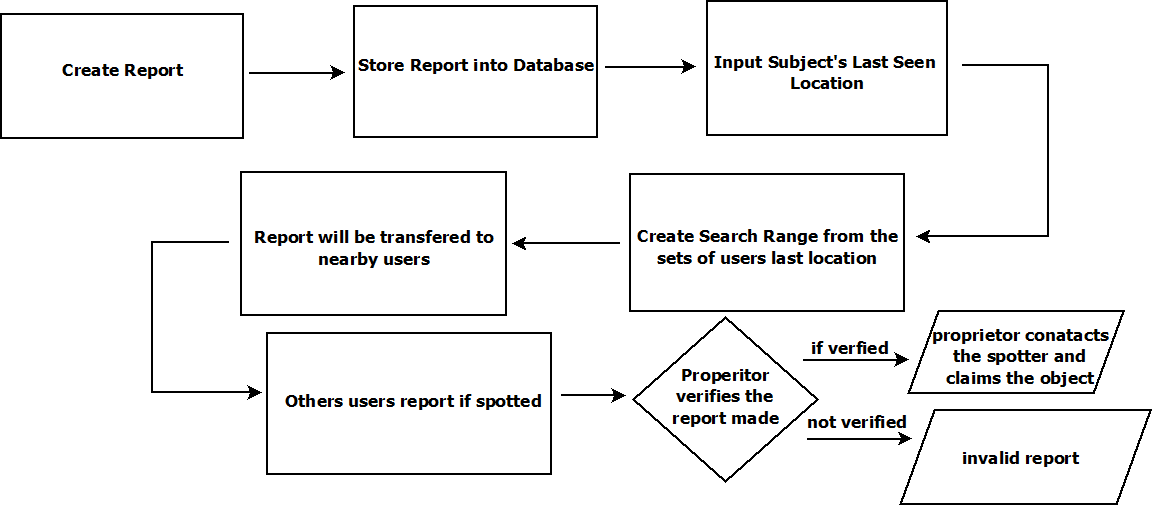 Create Report
Store Report into Database
Input Subject's Last Seen
Location
Create Search Range from the
sets of users last location
Report will be transfered to
nearby users
Others users report if spotted
Properitor
verifies the
report made
if verfied
proprietor conatacts
the spotter and
claims the object
not verified
invalid report